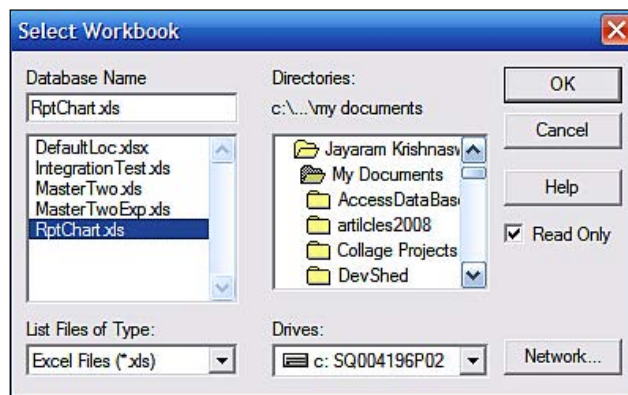 Select Workbook
Database Name
RptChart.xls
DefaultLoc.xlsx
IntegrationTest.xls
MasterTwo.xls
MasterTwoExp.xls
RptChart.xls
List Files of Type:
Excel Files (*.xls)
Directories:
c:\...\my documents
Jayaram Krishnasw
My Documents
AccessDataBase
artilcles2008
Collage Projects
DevShed
Drives:
c: SQ004196P02
OK
Cancel
Help
Read Only
Network...